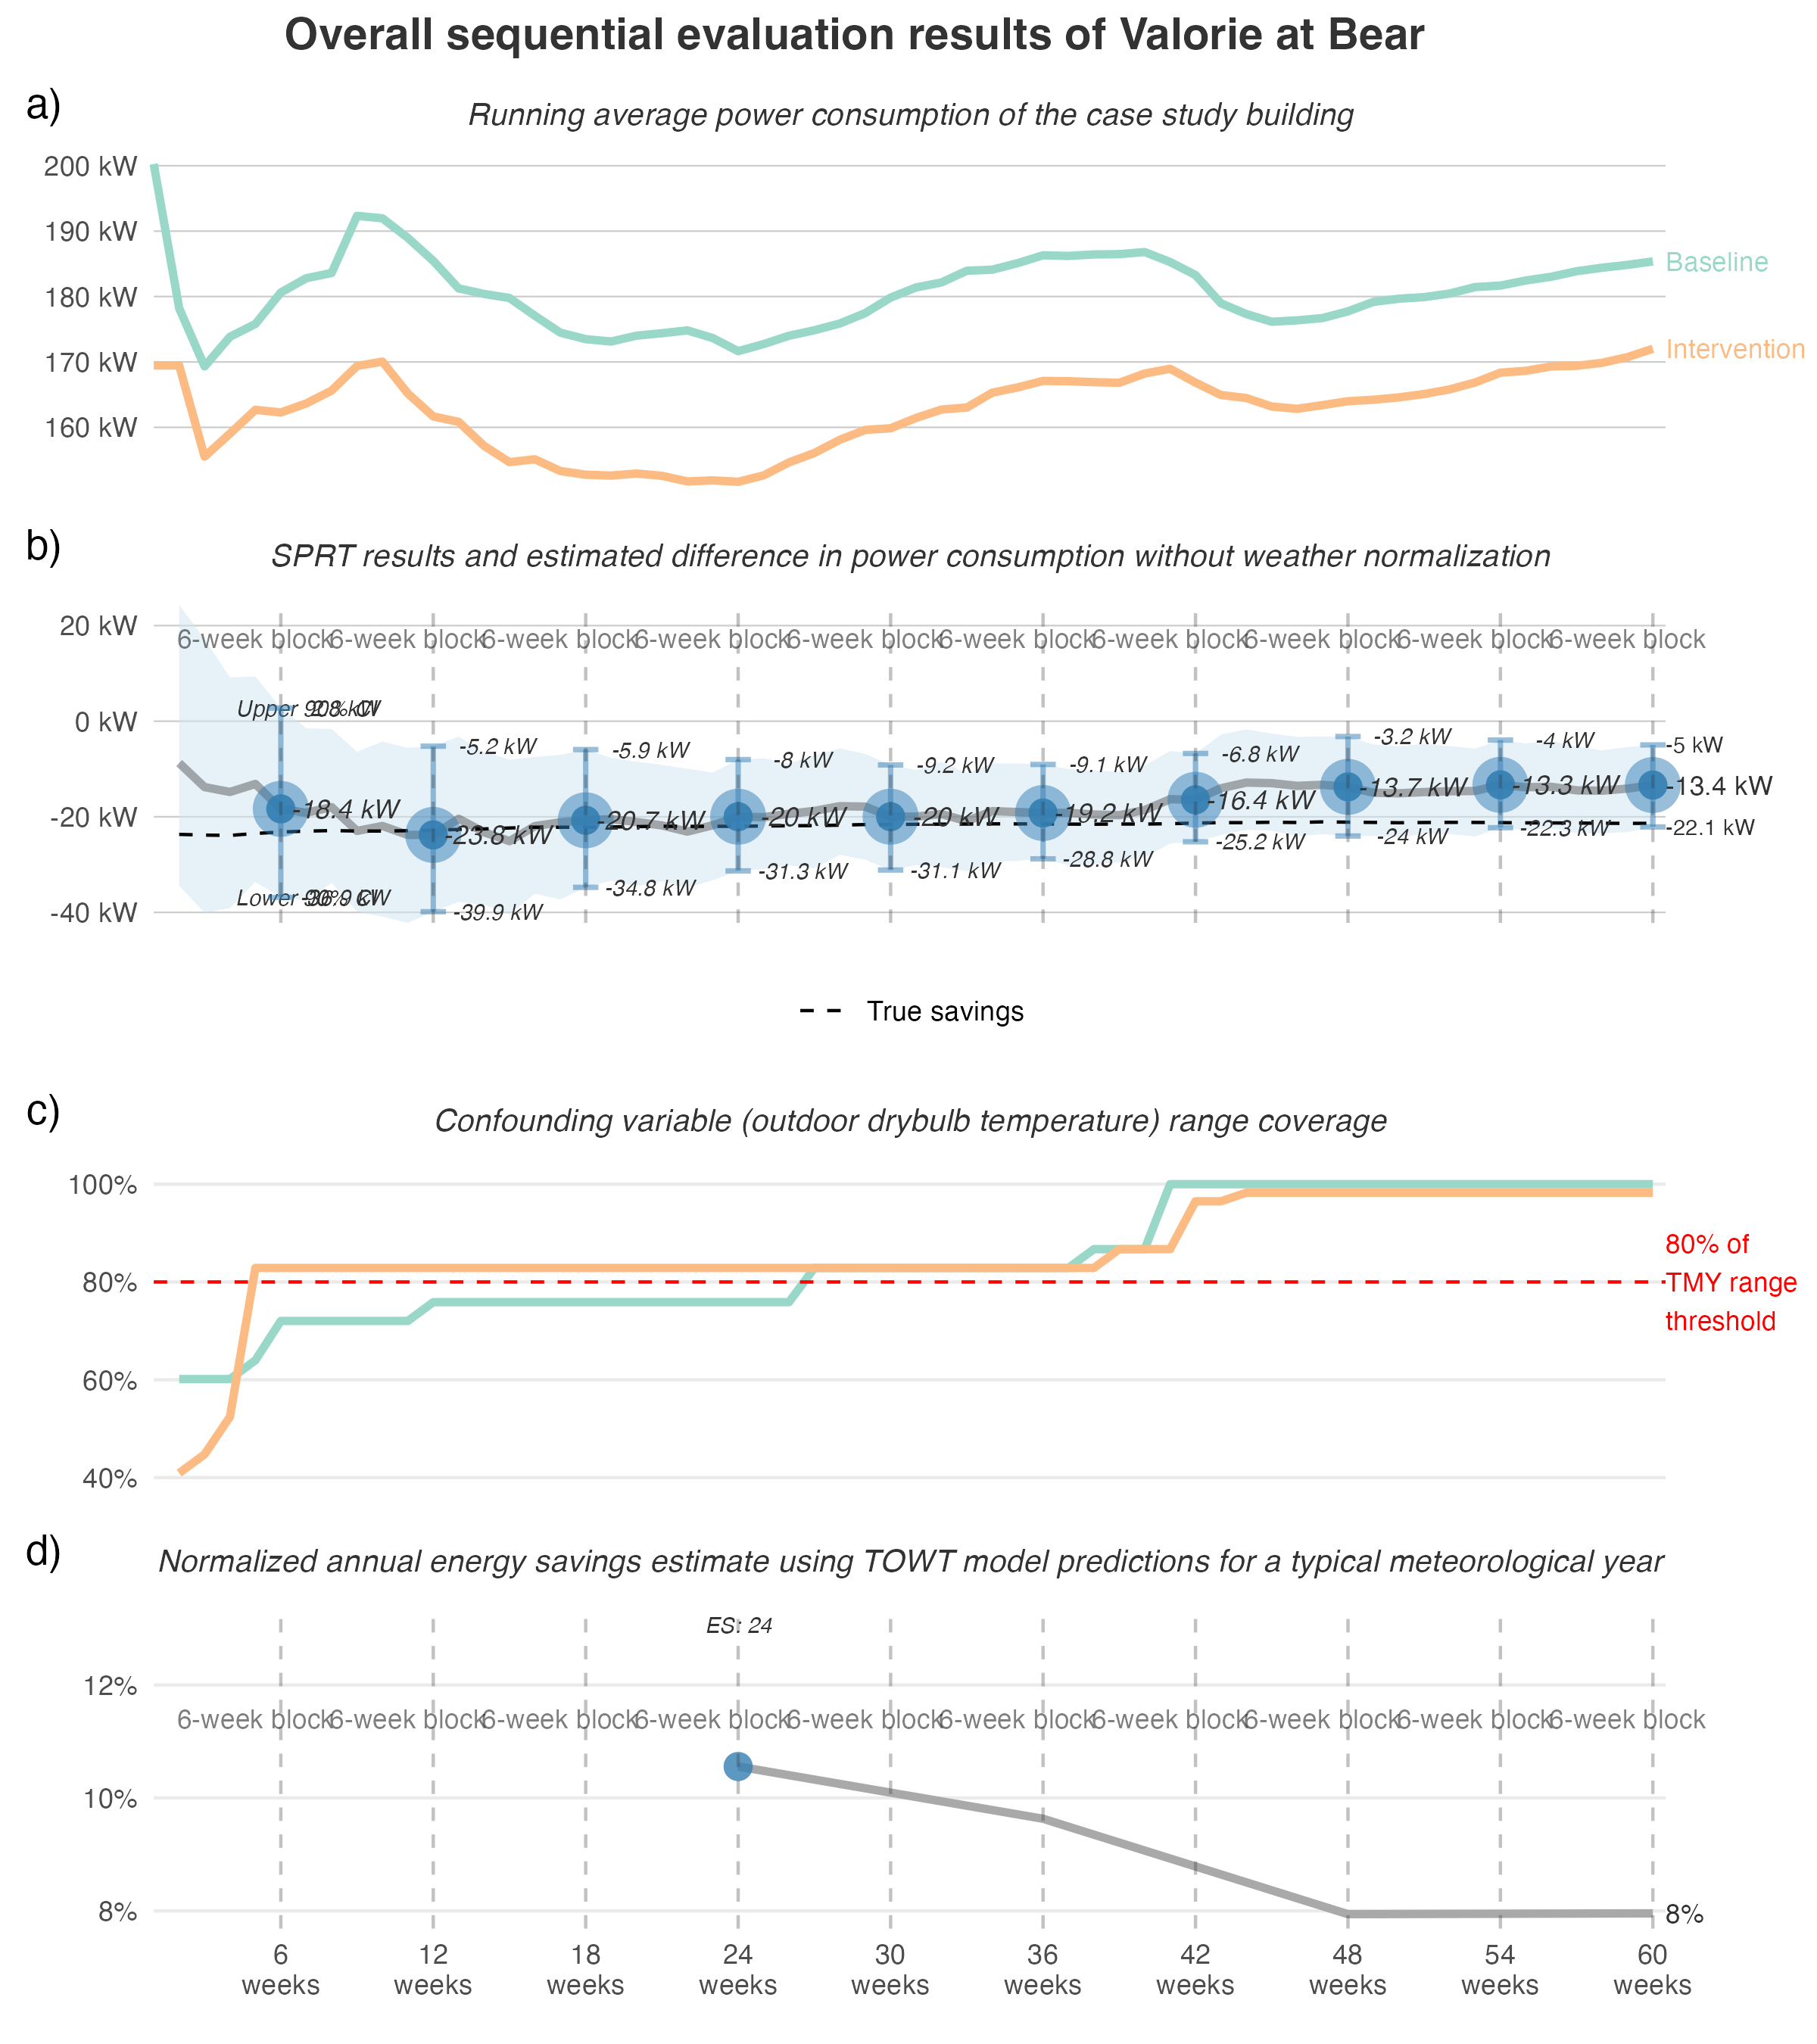 Overall sequential evaluation results of Valorie at Bear
a)
Running average power consumption of the case study building
200 kW
190 kW
180 kW
170 kW
160 kW
Baseline
Intervention
b)
SPRT results and estimated difference in power consumption without weather normalization
20 kW
0 kW
-20 kW
-40 kW
6-week block 6-week block 6-week block 6-week block 6-week block 6-week block 6-week block 6-week block 6-week block 6-week block
Upper 90% CI
2.8 kW
-5.2 kW
-5.9 kW
-8 kW
-9.2 kW
-9.1 kW
-6.8 kW
-3.2 kW
-4 kW
-5 kW
-18.4 kW
-23.8 kW
-20.7 kW
-20 kW
-20 kW
-19.2 kW
-16.4 kW
-13.7 kW
-13.3 kW
-13.4 kW
Lower 90% CI
-36.9 kW
-39.9 kW
-34.8 kW
-31.3 kW
-31.1 kW
-28.8 kW
-25.2 kW
-24 kW
-22.3 kW
-22.1 kW
True savings
c)
Confounding variable (outdoor drybulb temperature) range coverage
100%
80%
60%
40%
80% of
TMY range
threshold
d)
Normalized annual energy savings estimate using TOWT model predictions for a typical meteorological year
ES: 24
12%
10%
8%
6-week block 6-week block 6-week block 6-week block 6-week block 6-week block 6-week block 6-week block 6-week block 6-week block
8%
6 12 18 24 30 36 42 48 54 60
weeks weeks weeks weeks weeks weeks weeks weeks weeks weeks